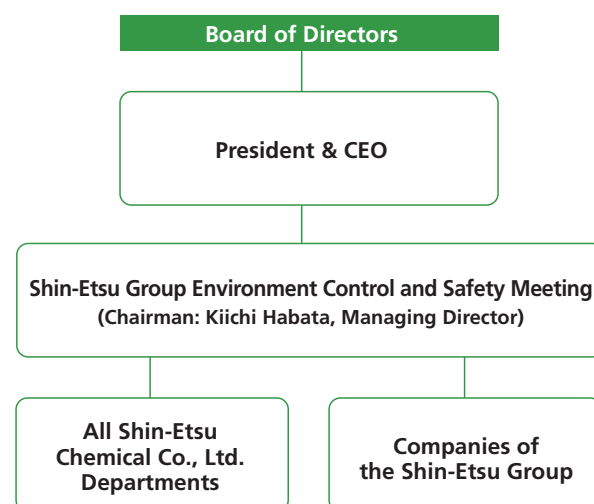 Board of Directors
President & CEO
Shin-Etsu Group Environment Control and Safety Meeting
(Chairman: Kiichi Habata, Managing Director)
All Shin-Etsu
Chemical Co., Ltd.
Departments
Companies of
the Shin-Etsu Group